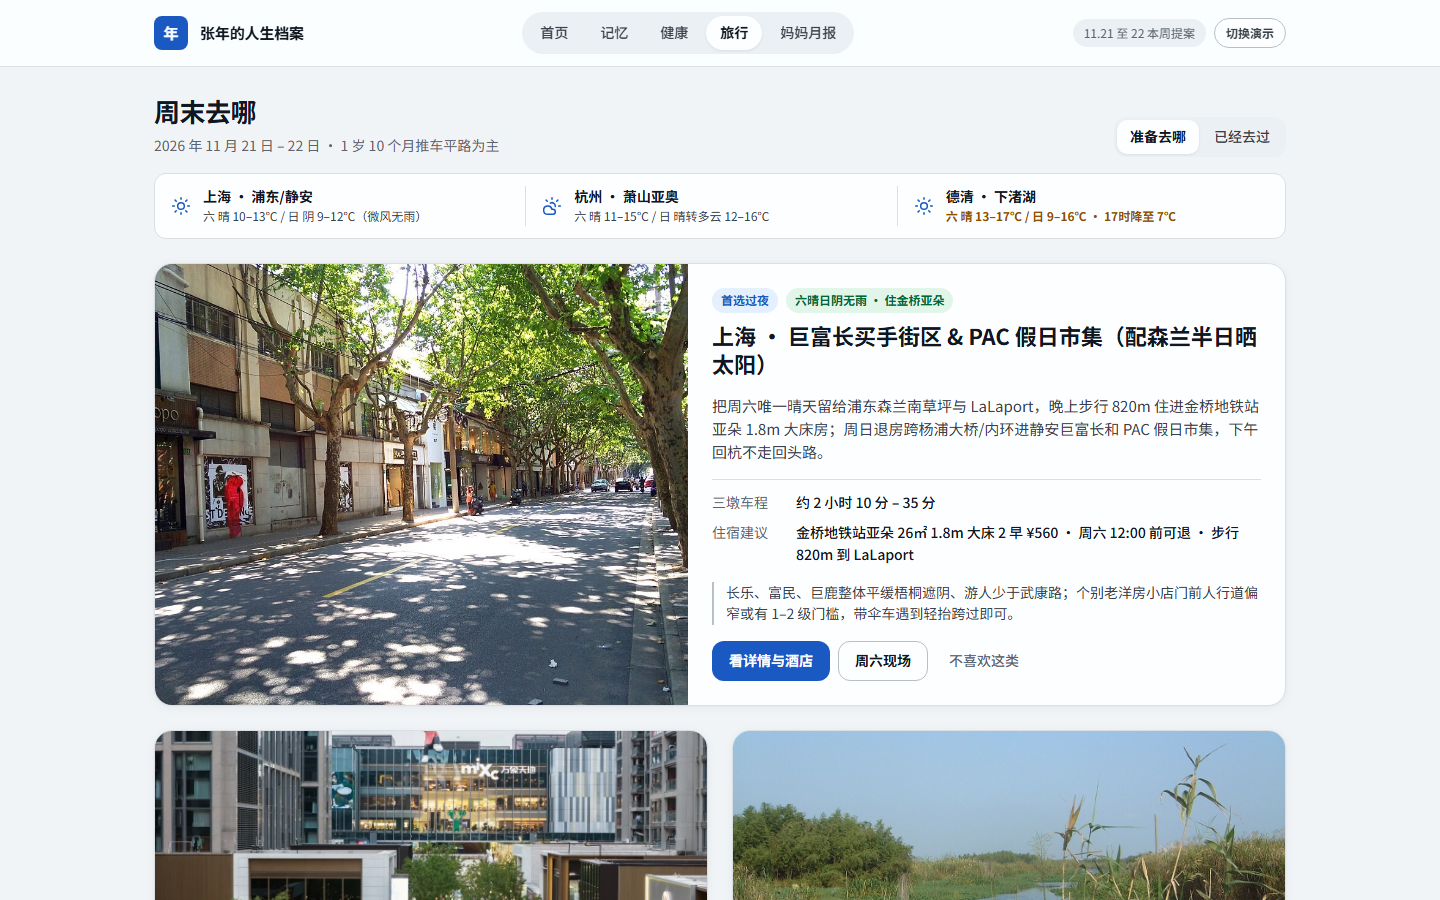 年 张年的人生档案
首页 记忆 健康 旅行 妈妈月报
11.21 至 22 本周提案 切换演示
周末去哪
2026 年 11 月 21 日 – 22 日 · 1 岁 10 个月推车平路为主
准备去哪 已经去过
上海 · 浦东/静安
六 晴 10–13°C / 日 阴 9–12°C（微风无雨）
杭州 · 萧山亚奥
六 晴 11–15°C / 日 晴转多云 12–16°C
德清 · 下渚湖
六 晴 13–17°C / 日 9–16°C · 17时降至 7°C
首选过夜 六晴日阴无雨 · 住金桥亚朵
上海 · 巨富长买手街区 & PAC 假日市集（配森兰半日晒
太阳）
把周六唯一晴天留给浦东森兰南草坪与 LaLaport，晚上步行 820m 住进金桥地铁站
亚朵 1.8m 大床房；周日退房跨杨浦大桥/内环进静安巨富长和 PAC 假日市集，下午
回杭不走回头路。
三墩车程 约 2 小时 10 分 – 35 分
住宿建议 金桥地铁站亚朵 26㎡ 1.8m 大床 2 早 ¥560 · 周六 12:00 前可退 · 步行
820m 到 LaLaport
长乐、富民、巨鹿整体平缓梧桐遮阴、游人少于武康路；个别老洋房小店门前人行道偏
窄或有 1–2 级门槛，带伞车遇到轻抬跨过即可。
看详情与酒店 周六现场 不喜欢这类
mixc 万象天地